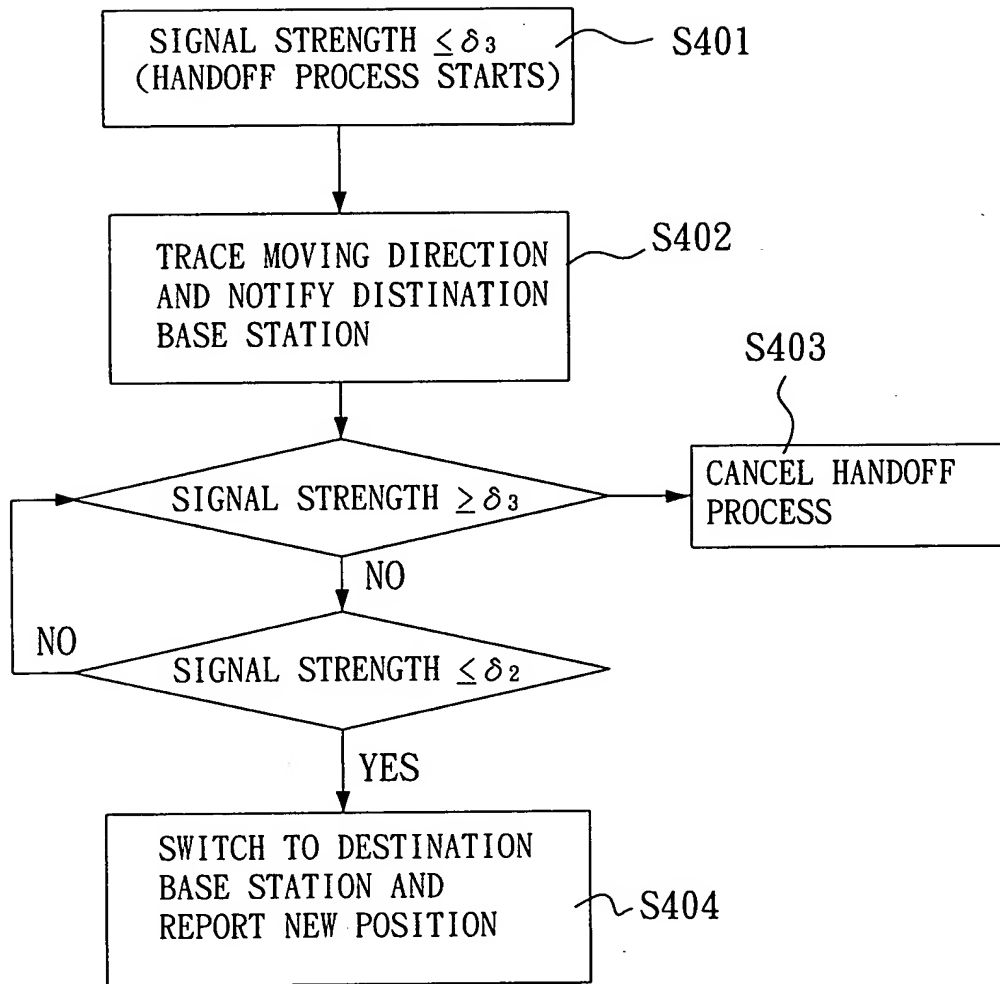 SIGNAL STRENGTH ≤ δ3
(HANDOFF PROCESS STARTS)
S401
TRACE MOVING DIRECTION
AND NOTIFY DISTINATION
BASE STATION
S402
S403
SIGNAL STRENGTH ≥ δ3
CANCEL HANDOFF
PROCESS
NO
NO
SIGNAL STRENGTH ≤ δ2
YES
SWITCH TO DESTINATION
BASE STATION AND
REPORT NEW POSITION
S404